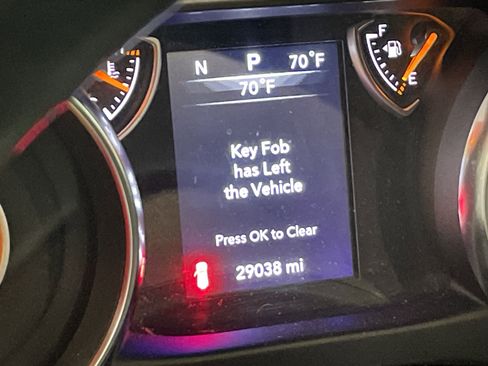 N P 70°F
70°F
Key Fob
has Left
the Vehicle
Press OK to Clear
29038 mi
F
E
E